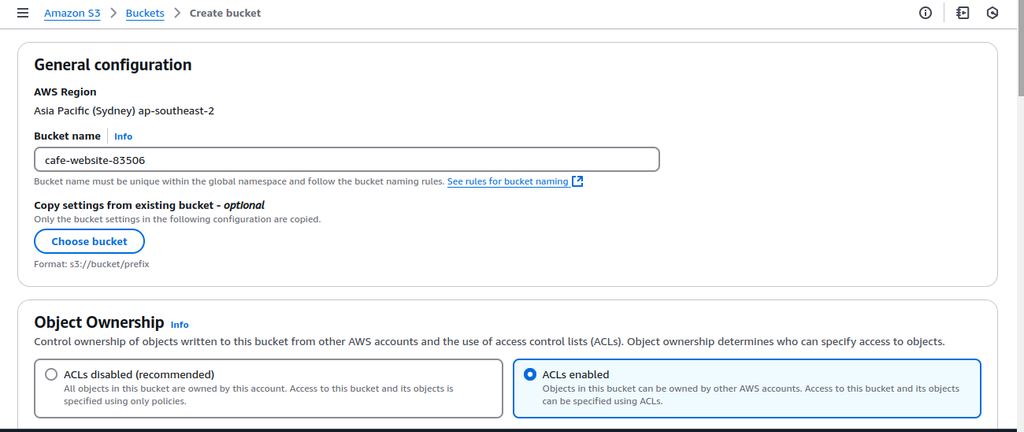 Amazon S3 > Buckets > Create bucket
General configuration
AWS Region
Asia Pacific (Sydney) ap-southeast-2
Bucket name | Info
cafe-website-83506
Bucket name must be unique within the global namespace and follow the bucket naming rules. See rules for bucket naming
Copy settings from existing bucket - optional
Only the bucket settings in the following configuration are copied.
Choose bucket
Format: s3://bucket/prefix
Object Ownership Info
Control ownership of objects written to this bucket from other AWS accounts and the use of access control lists (ACLs). Object ownership determines who can specify access to objects.
ACLs disabled (recommended)
All objects in this bucket are owned by this account. Access to this bucket and its objects is
specified using only policies.
ACLs enabled
Objects in this bucket can be owned by other AWS accounts. Access to this bucket and its objects
can be specified using ACLs.